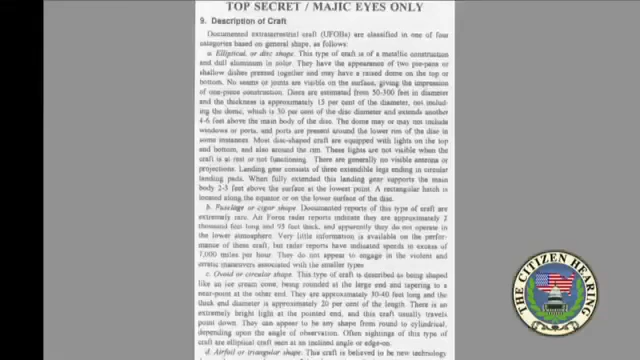 TOP SECRET / MAJIC EYES ONLY
9. Description of Craft
Documented extraterrestrial craft (UFOBs) are classified in one of four
categories based on general shape, as follows:
a. Elliptical, or disc shape. This type of craft is of a metallic construction
and dull aluminum in color. They have the appearance of two pie-pans or
shallow dishes pressed together and may have a raised dome on the top or
bottom. No seams or joints are visible on the surface, giving the impression
of one-piece construction. Discs are estimated from 50-300 feet in diameter
and the thickness is approximately 15 per cent of the diameter, not includ-
ing the dome, which is 30 per cent of the disc diameter and extends another
4-6 feet above the main body of the disc. The dome may or may not include
windows or ports, and ports are present around the lower rim of the disc in
some instances. Most disc-shaped craft are equipped with lights on the top
and bottom, and also around the rim. These lights are not visible when the
craft is at rest or not functioning. There are generally no visible antenna or
projections. Landing gear consists of three extendible legs ending in circular
landing pads. When fully extended this landing gear supports the main
body 2-3 feet above the surface at the lowest point. A rectangular hatch is
located along the equator or on the lower surface of the disc.
b. Fuselage or cigar shape. Documented reports of this type of craft are
extremely rare. Air Force radar reports indicate they are approximately 2
thousand feet long and 95 feet thick, and apparently they do not operate in
the lower atmosphere. Very little information is available on the perfor-
mance of these craft, but radar reports have indicated speeds in excess of
7,000 miles per hour. They do not appear to engage in the violent and
erratic maneuvers associated with the smaller types.
c. Ovoid or circular shape. This type of craft is described as being shaped
like an ice cream cone, being rounded at the large end and tapering to a
near-point at the other end. They are approximately 30-40 feet long and the
thick end diameter is approximately 20 per cent of the length. There is an
extremely bright light at the pointed end, and this craft usually travels
point down. They can appear to be any shape from round to cylindrical,
depending upon the angle of observation. Often sightings of this type of
craft are elliptical craft seen at an inclined angle or edge-on.
d. Airfoil or triangular shape. This craft is believed to be new technology
THE CITIZEN HEARING